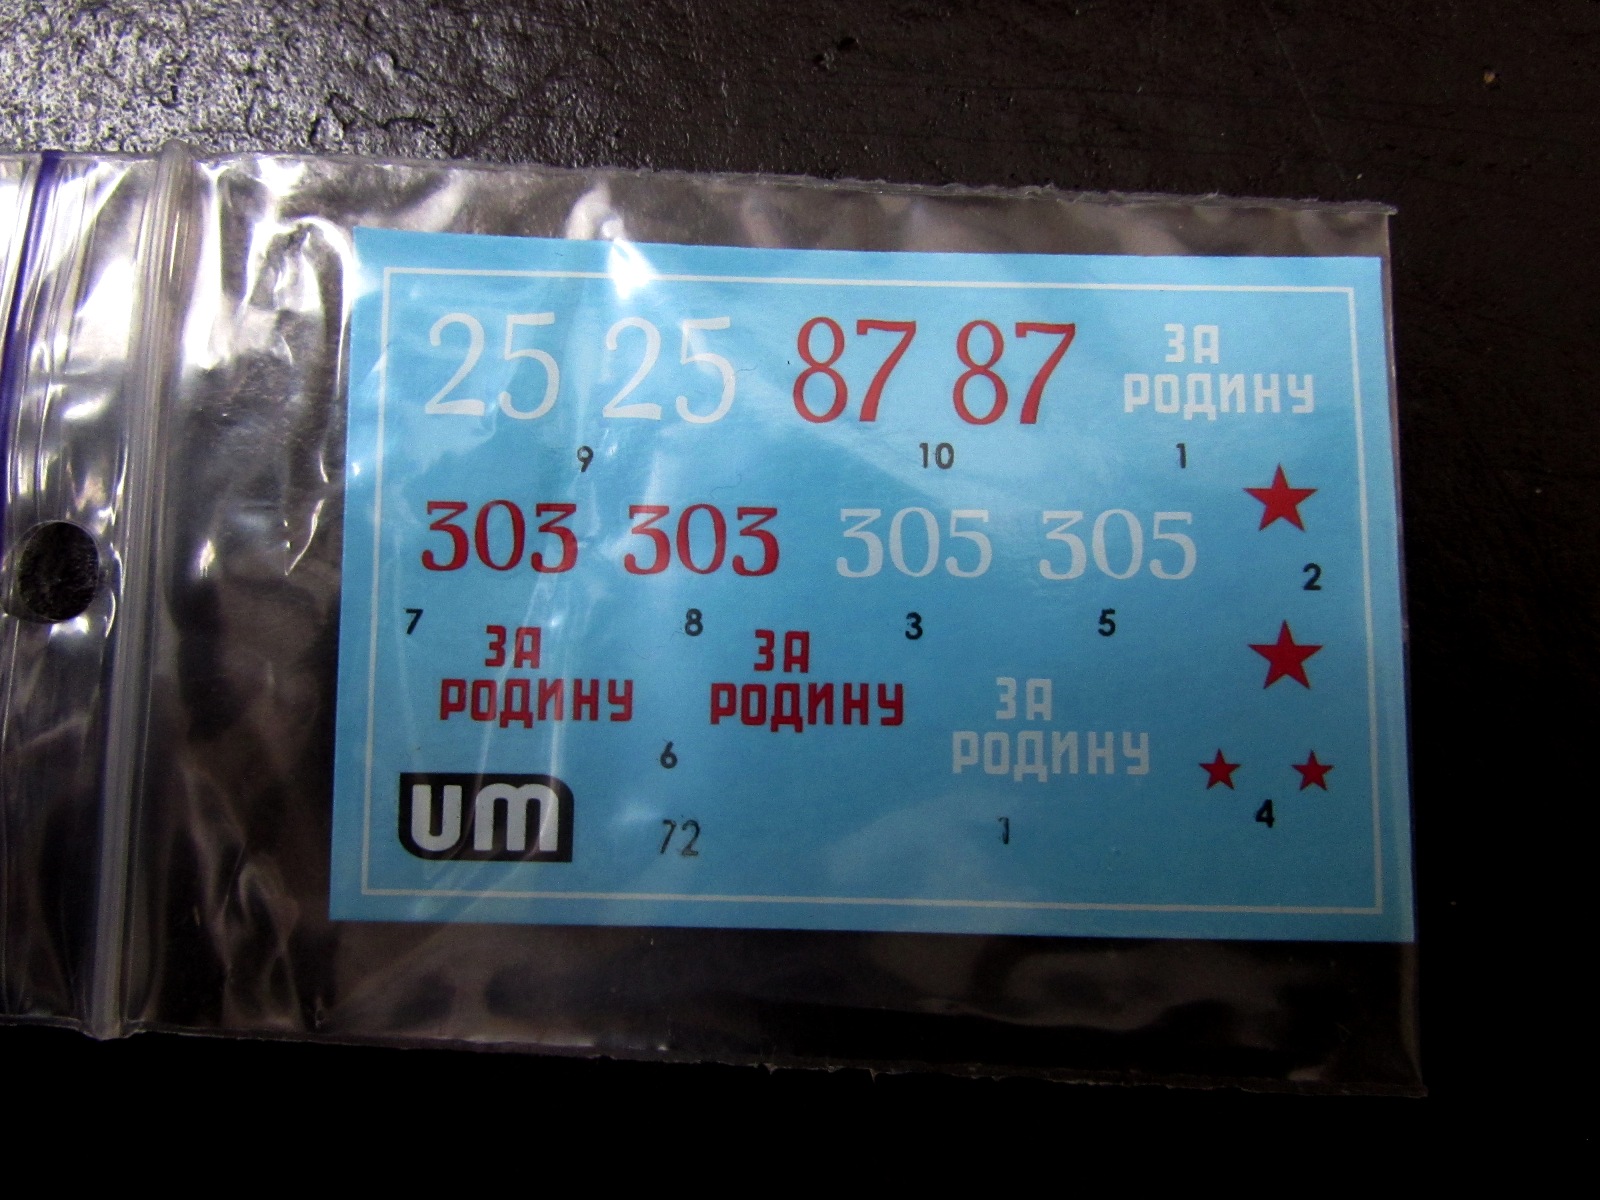 25 25 87 87
ЗА
РОДИНУ
9 10 1
303 303 305 305
2
7 8 3 5
ЗА ЗА
РОДИНУ РОДИНУ
ЗА
РОДИНУ
6
4
um 72 1